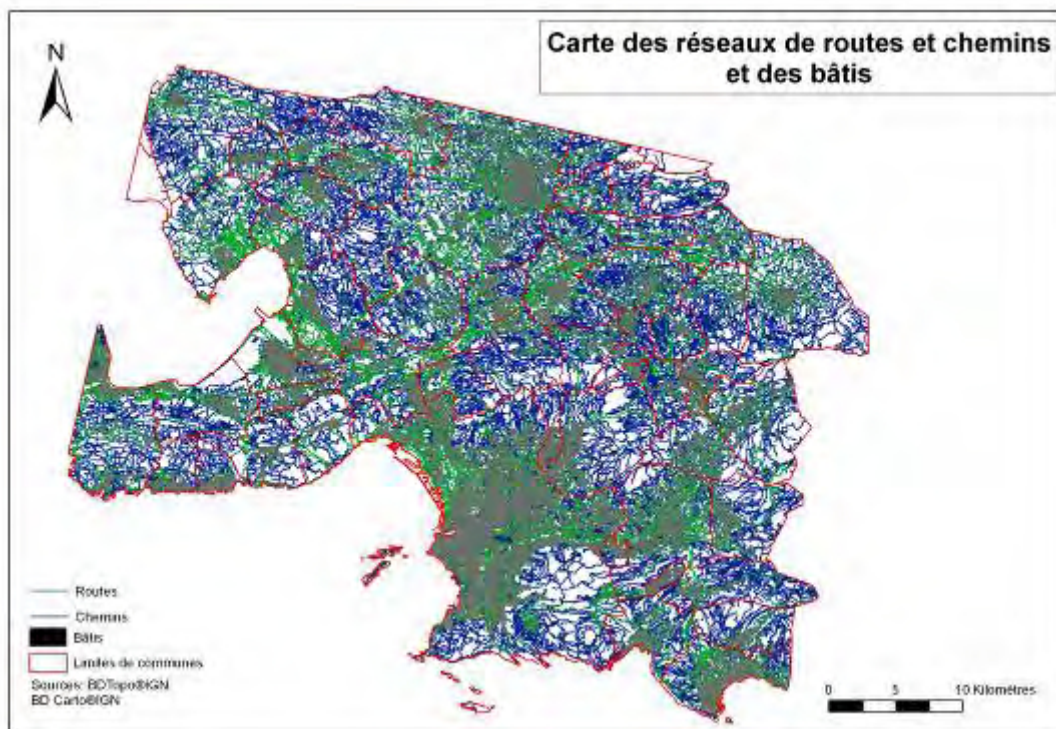 Carte des réseaux de routes et chemins
et des bâtis
N
Routes
Chemins
Bâtis
Limites de communes
Sources: BDTopo®IGN
BD Carto®IGN
0 5 10 Kilomètres